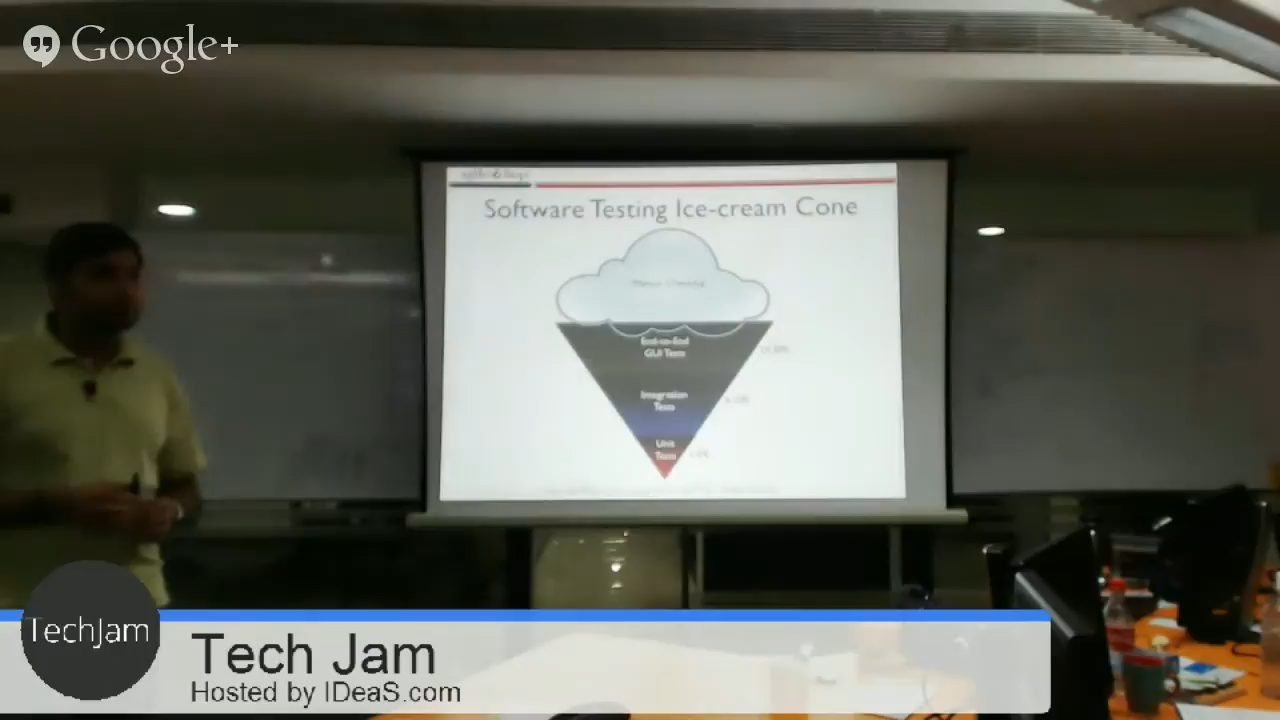 Google+
Software Testing Ice-cream Cone
End-to-End
GUI Tests
Integration
Tests
Unit
Tests
TechJam
Tech Jam
Hosted by IDeaS.com